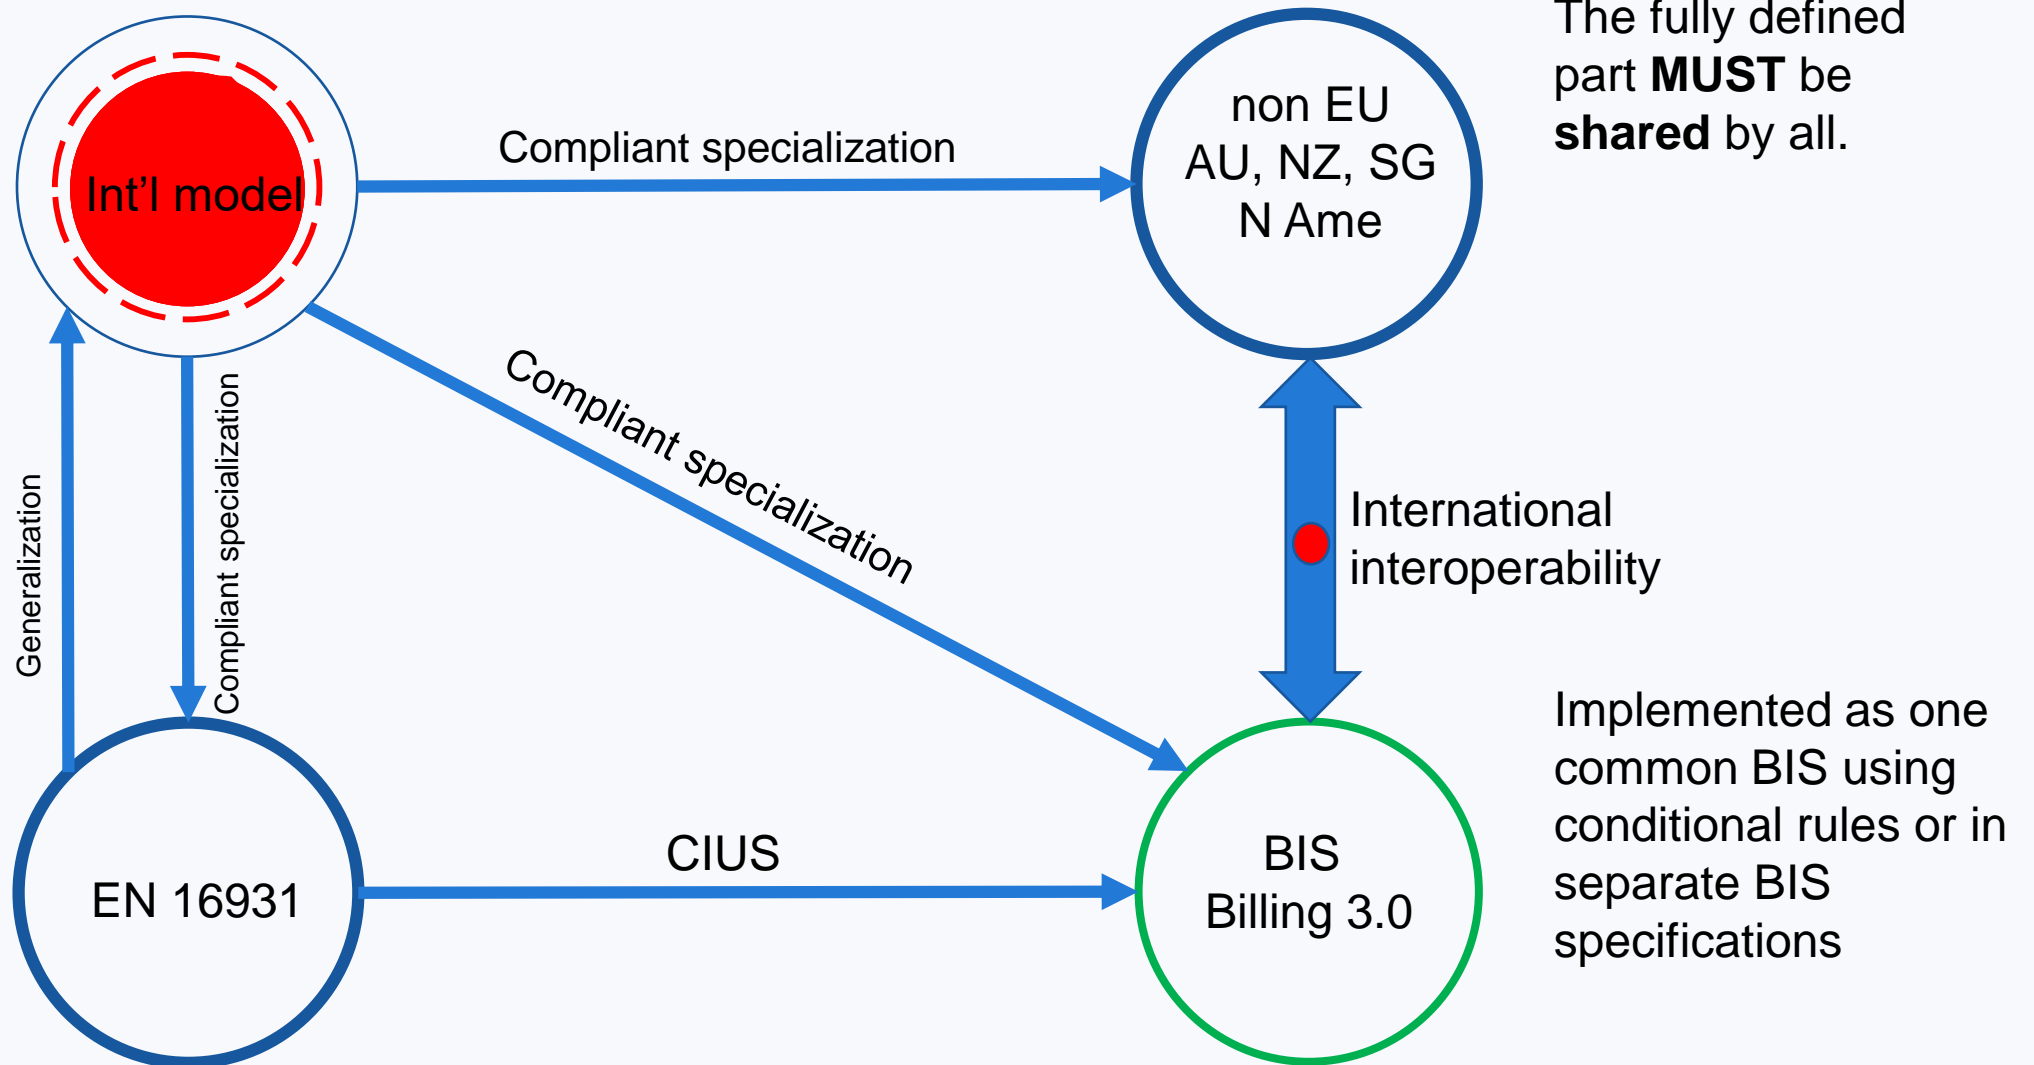 The fully defined
part MUST be
shared by all.
non EU
AU, NZ, SG
N Ame
Compliant specialization
Int'l model
Compliant specialization
Compliant specialization
Generalization
International
interoperability
Implemented as one
common BIS using
conditional rules or in
separate BIS
specifications
CIUS
BIS
Billing 3.0
EN 16931